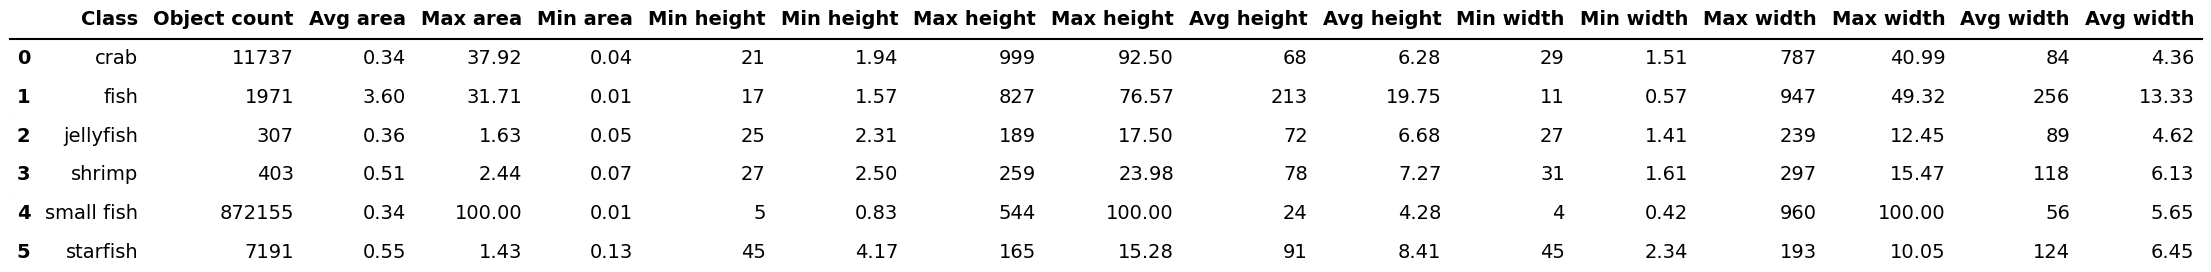 Class Object count Avg area Max area Min area Min height Min height Max height Max height Avg height Avg height Min width Min width Max width Max width Avg width Avg width
0 crab 11737 0.34 37.92 0.04 21 1.94 999 92.50 68 6.28 29 1.51 787 40.99 84 4.36
1 fish 1971 3.60 31.71 0.01 17 1.57 827 76.57 213 19.75 11 0.57 947 49.32 256 13.33
2 jellyfish 307 0.36 1.63 0.05 25 2.31 189 17.50 72 6.68 27 1.41 239 12.45 89 4.62
3 shrimp 403 0.51 2.44 0.07 27 2.50 259 23.98 78 7.27 31 1.61 297 15.47 118 6.13
4 small fish 872155 0.34 100.00 0.01 5 0.83 544 100.00 24 4.28 4 0.42 960 100.00 56 5.65
5 starfish 7191 0.55 1.43 0.13 45 4.17 165 15.28 91 8.41 45 2.34 193 10.05 124 6.45